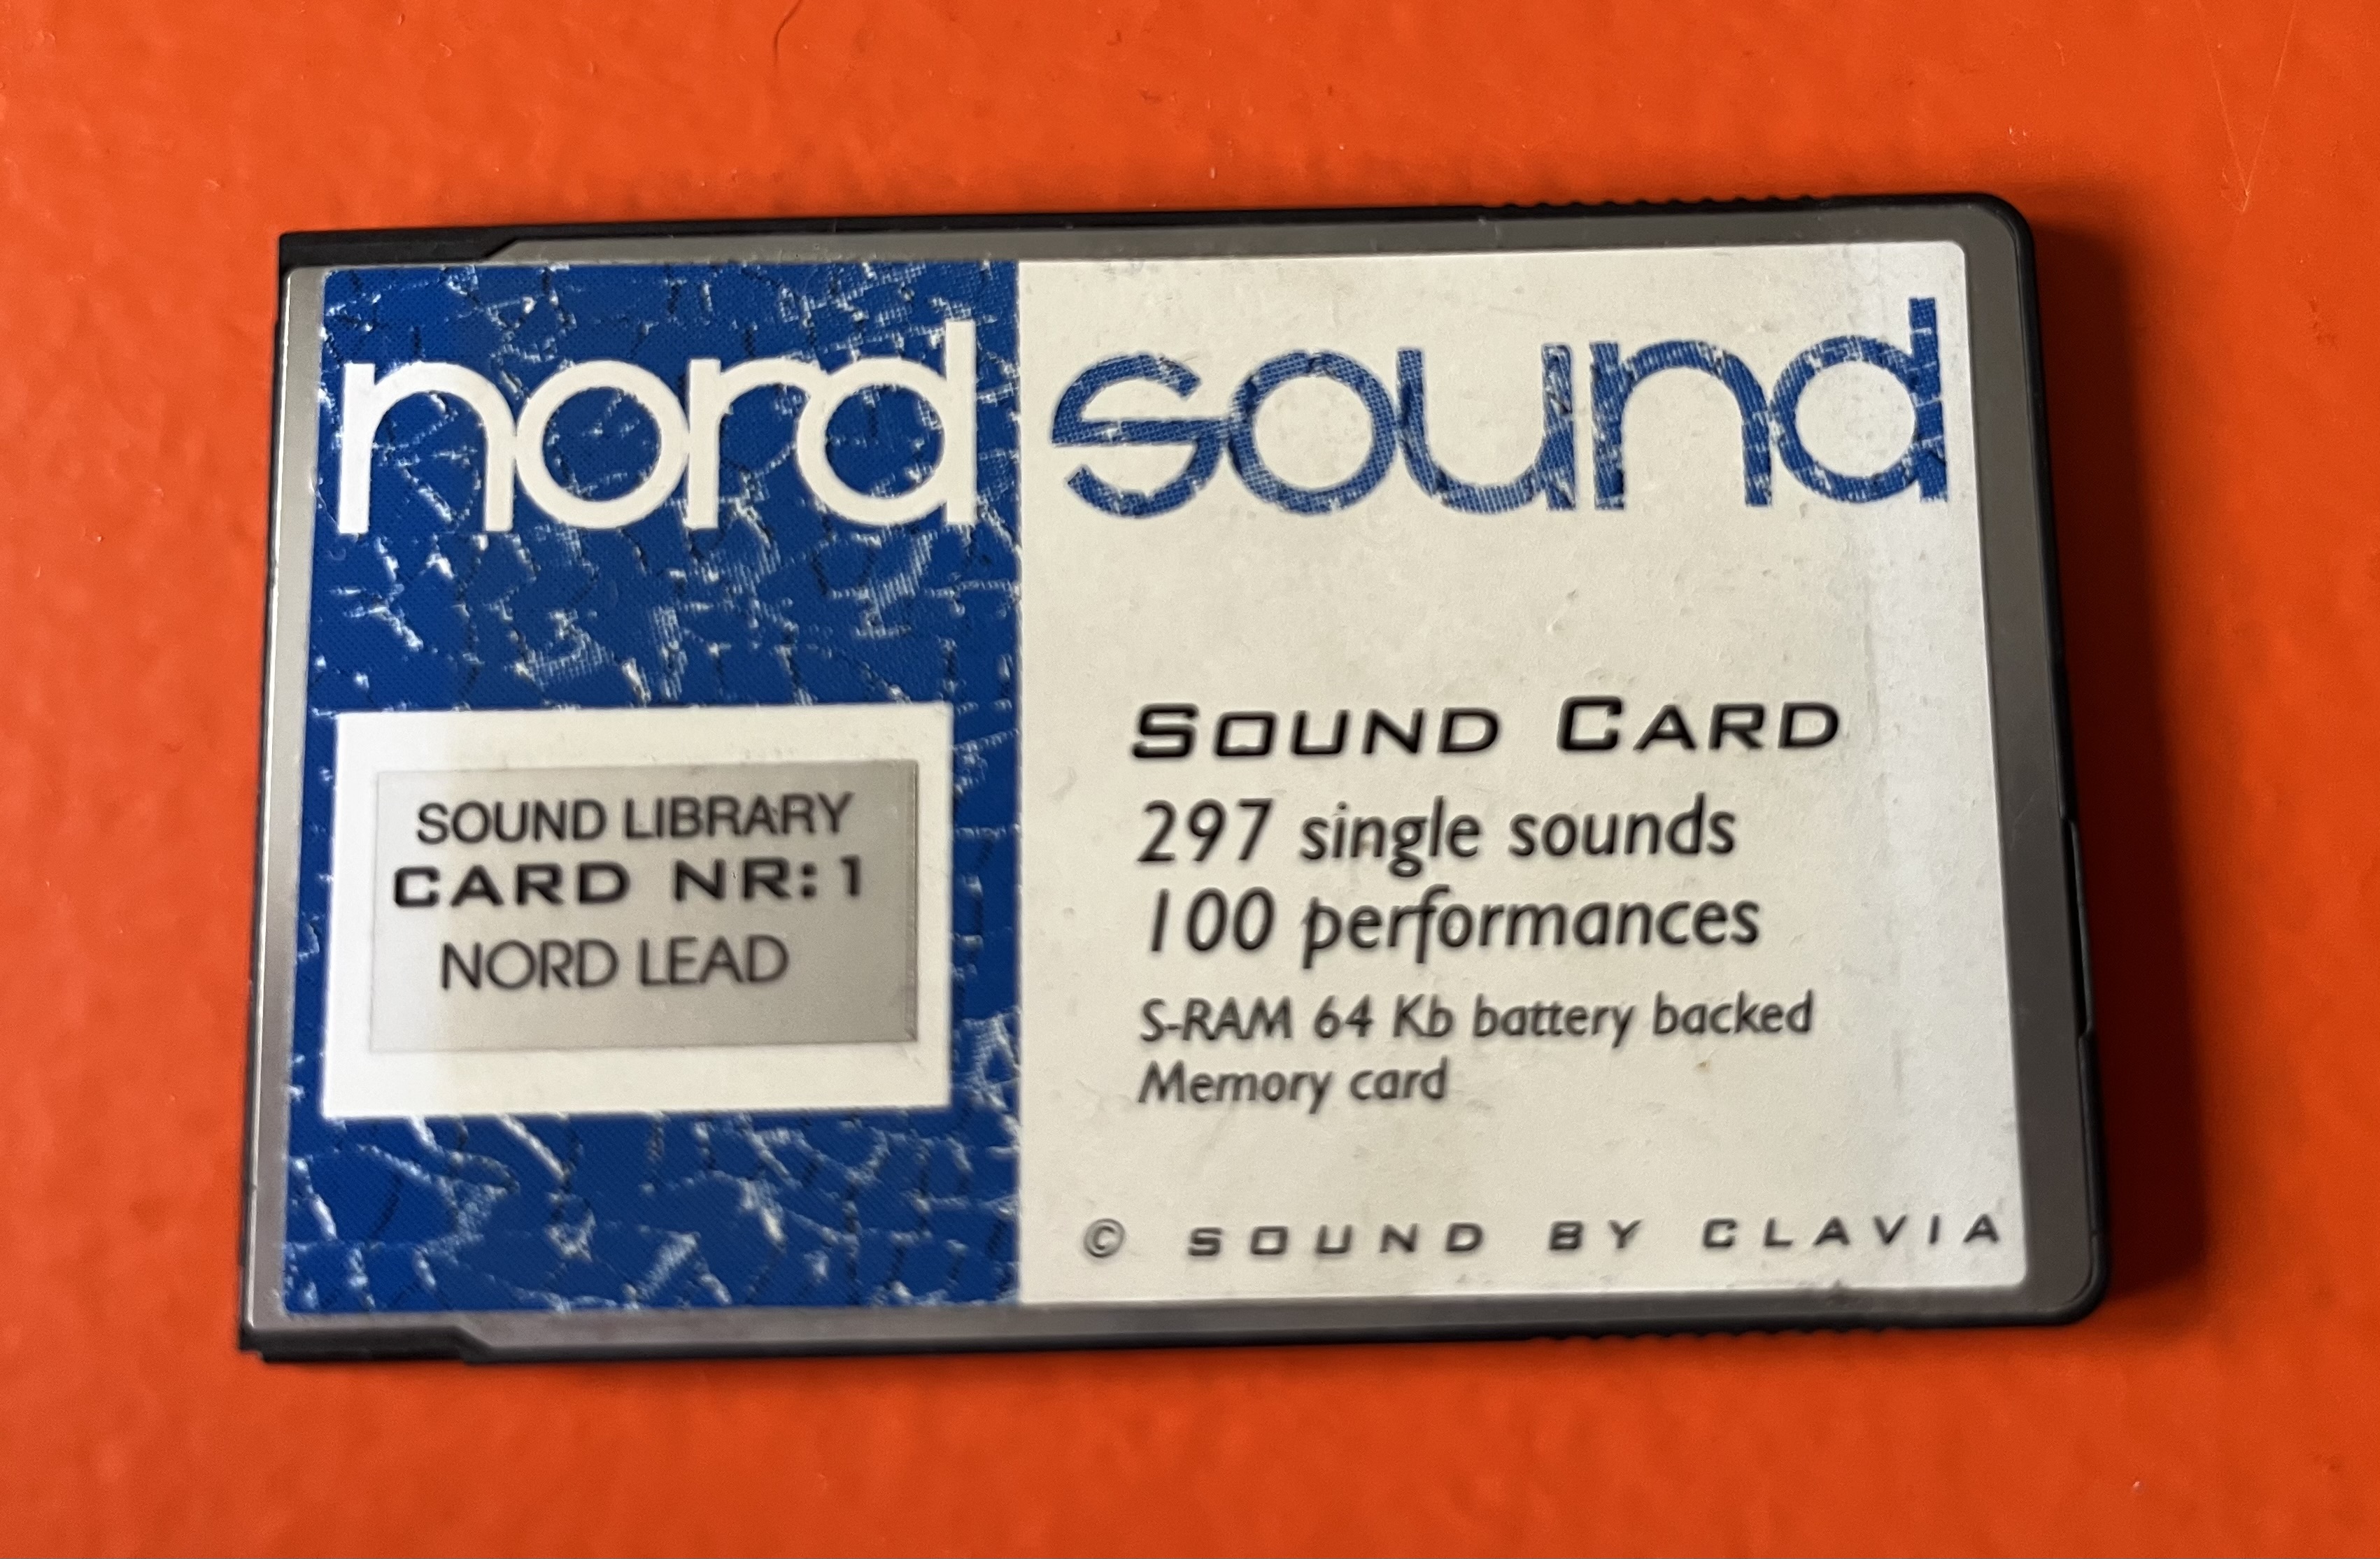 nord sound
SOUND LIBRARY
CARD NR:1
NORD LEAD
SOUND CARD
297 single sounds
100 performances
S-RAM 64 Kb battery backed
Memory card
© SOUND BY CLAVIA